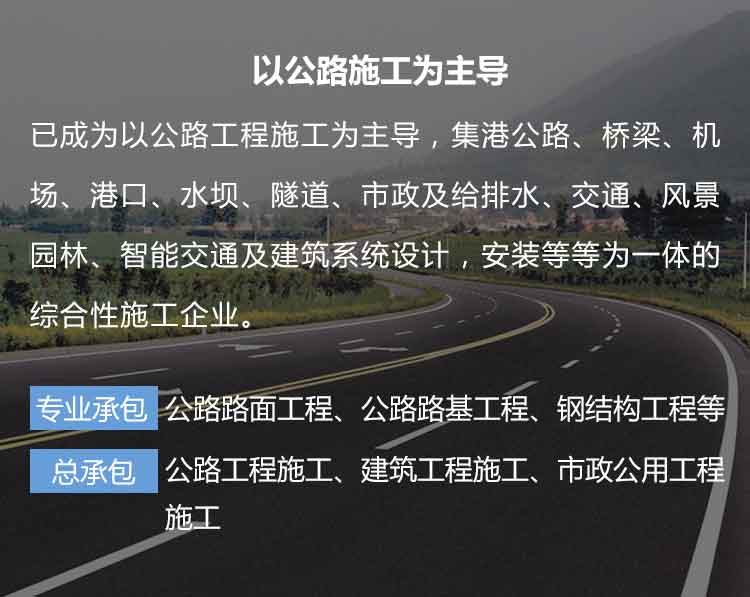 以公路施工为主导
已成为以公路工程施工为主导，集港公路、桥梁、机
场、港口、水坝、隧道、市政及给排水、交通、风景
园林、智能交通及建筑系统设计，安装等等为一体的
综合性施工企业。
专业承包 公路路面工程、公路路基工程、钢结构工程等
总承包 公路工程施工、建筑工程施工、市政公用工程
施工